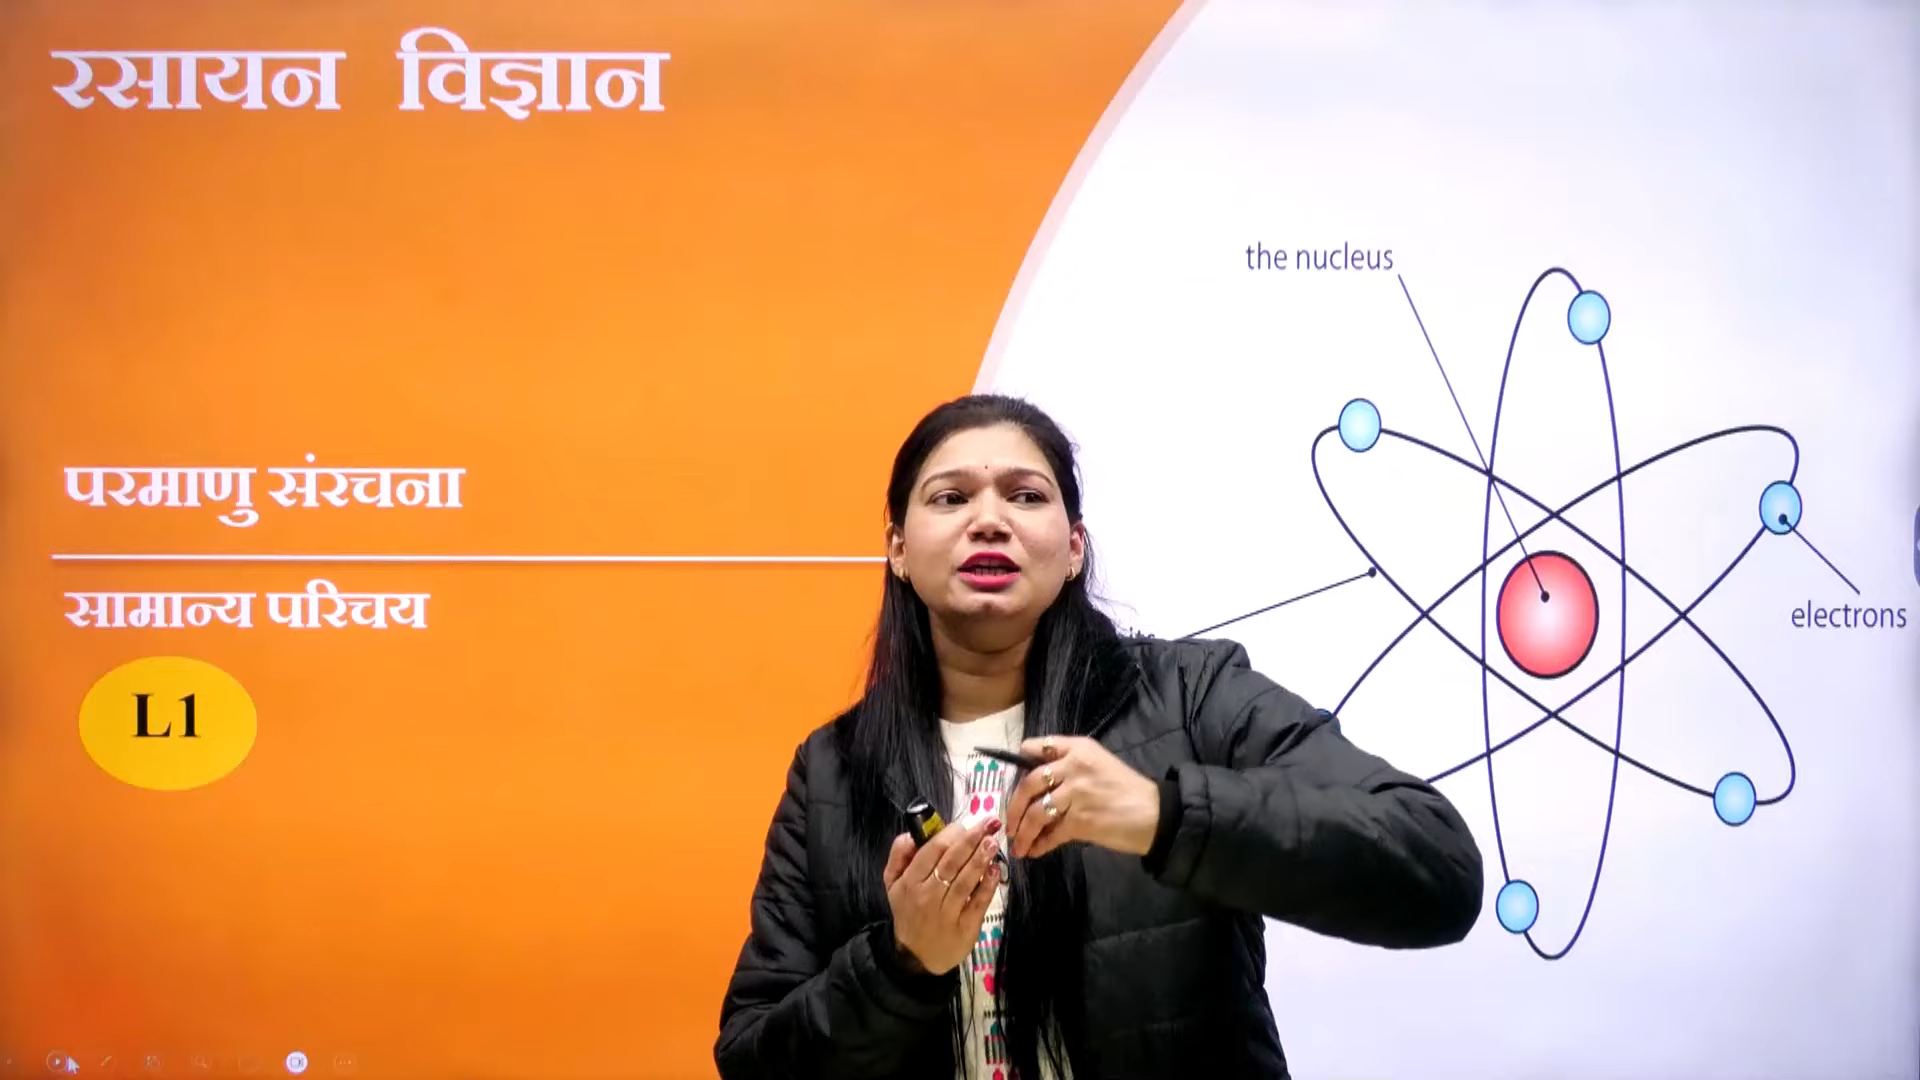 रसायन विज्ञान
the nucleus
परमाणु संरचना
सामान्य परिचय
electrons
L1